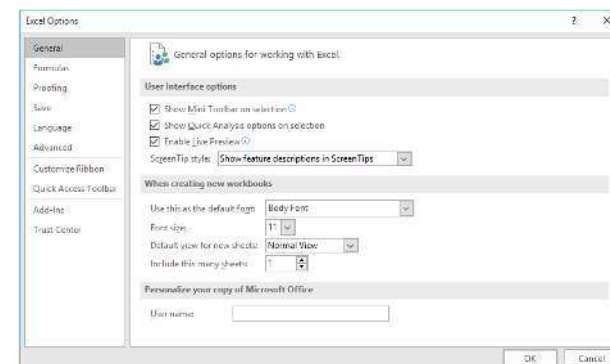 Excel Options
?
X
General
Formulas
Proofing
Save
Language
Advanced
Customize Ribbon
Quick Access Toolbar
Add-Ins
Trust Center
General options for working with Excel.
User Interface options
Show Mini Toolbar on selection
Show Quick Analysis options on selection
Enable Live Preview
ScreenTip style: Show feature descriptions in ScreenTips
When creating new workbooks
Use this as the default font: Body Font
Font size: 11
Default view for new sheets: Normal View
Include this many sheets: 1
Personalize your copy of Microsoft Office
User name:
OK Cancel